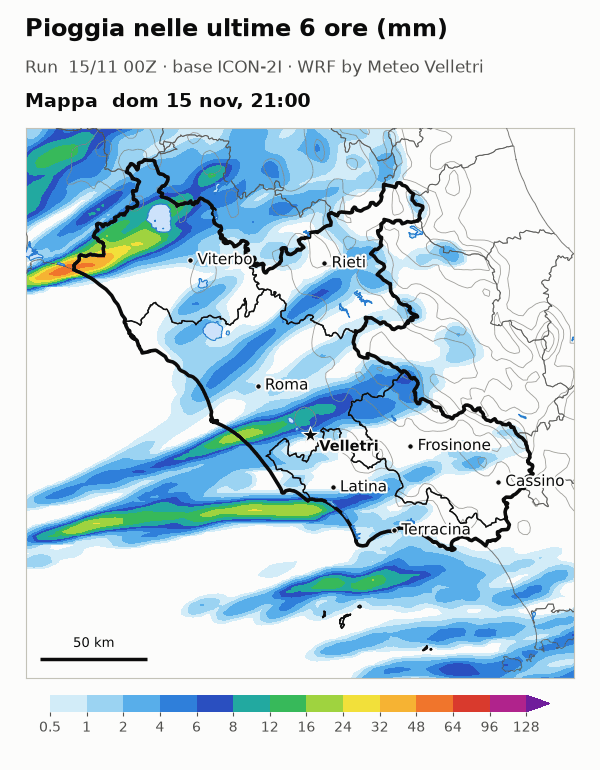 Pioggia nelle ultime 6 ore (mm)
Run 15/11 00Z · base ICON-2I · WRF by Meteo Velletri
Mappa dom 15 nov, 21:00
Viterbo
Rieti
Roma
Velletri
Frosinone
Latina
Cassino
Terracina
50 km
0.5 1 2 4 6 8 12 16 24 32 48 64 96 128